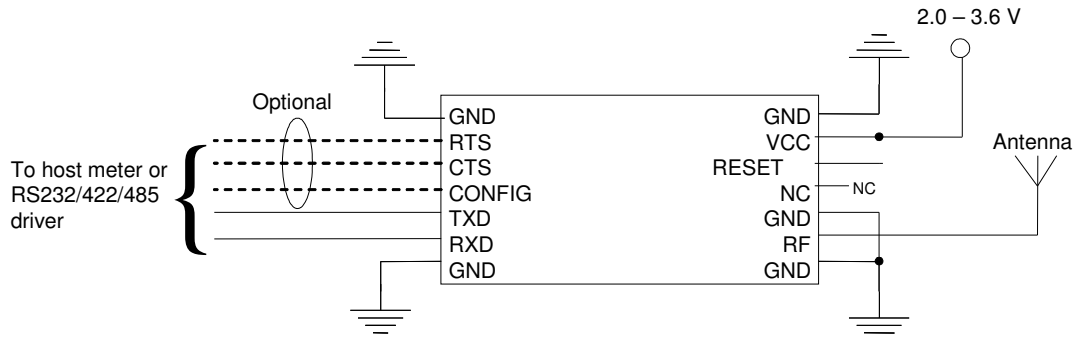 2.0 – 3.6 V
Optional
Antenna
To host meter or
RS232/422/485
driver
GND
RTS
CTS
CONFIG
TXD
RXD
GND
GND
VCC
RESET
NC
NC
GND
RF
GND